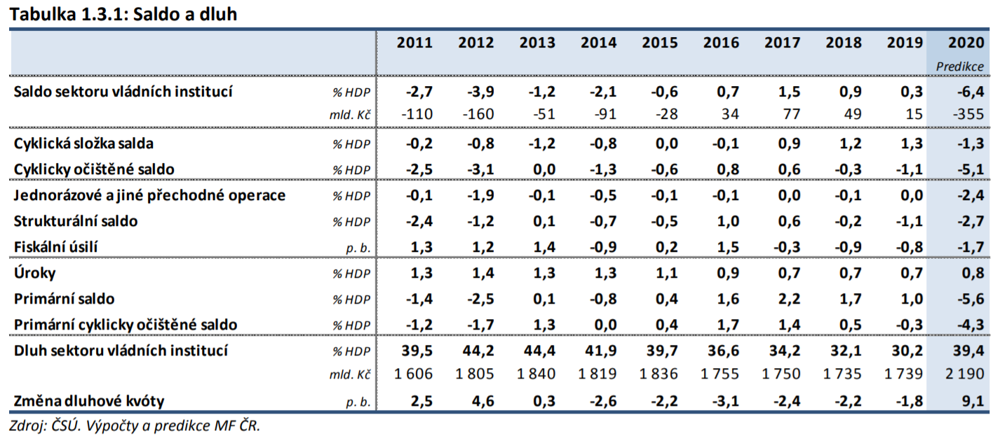 Tabulka 1.3.1: Saldo a dluh
2011 2012 2013 2014 2015 2016 2017 2018 2019 2020
Predikce
Saldo sektoru vládních institucí % HDP -2,7 -3,9 -1,2 -2,1 -0,6 0,7 1,5 0,9 0,3 -6,4
mld. Kč -110 -160 -51 -91 -28 34 77 49 15 -355
Cyklická složka salda % HDP -0,2 -0,8 -1,2 -0,8 0,0 -0,1 0,9 1,2 1,3 -1,3
Cyklicky očištěné saldo % HDP -2,5 -3,1 0,0 -1,3 -0,6 0,8 0,6 -0,3 -1,1 -5,1
Jednorázové a jiné přechodné operace % HDP -0,1 -1,9 -0,1 -0,5 -0,1 -0,1 0,0 -0,1 0,0 -2,4
Strukturální saldo % HDP -2,4 -1,2 0,1 -0,7 -0,5 1,0 0,6 -0,2 -1,1 -2,7
Fiskální úsilí p. b. 1,3 1,2 1,4 -0,9 0,2 1,5 -0,3 -0,9 -0,8 -1,7
Úroky % HDP 1,3 1,4 1,3 1,3 1,1 0,9 0,7 0,7 0,7 0,8
Primární saldo % HDP -1,4 -2,5 0,1 -0,8 0,4 1,6 2,2 1,7 1,0 -5,6
Primární cyklicky očištěné saldo % HDP -1,2 -1,7 1,3 0,0 0,4 1,7 1,4 0,5 -0,3 -4,3
Dluh sektoru vládních institucí % HDP 39,5 44,2 44,4 41,9 39,7 36,6 34,2 32,1 30,2 39,4
mld. Kč 1 606 1 805 1 840 1 819 1 836 1 755 1 750 1 735 1 739 2 190
Změna dluhové kvóty p. b. 2,5 4,6 0,3 -2,6 -2,2 -3,1 -2,4 -2,2 -1,8 9,1
Zdroj: ČSÚ. Výpočty a predikce MF ČR.